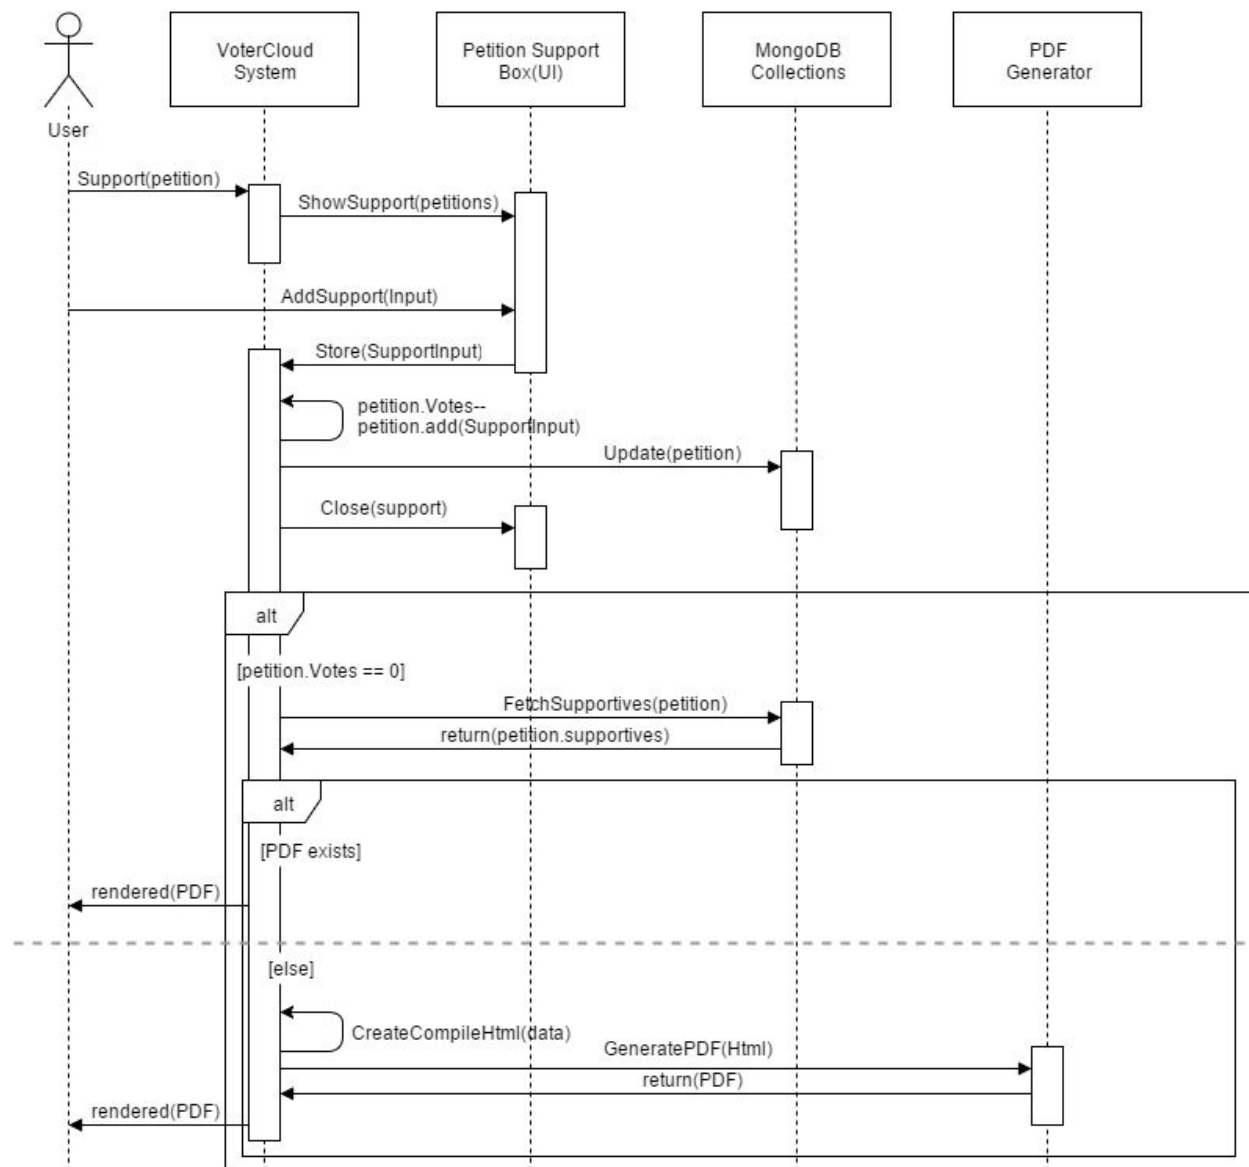 VoterCloud
System
Petition Support
Box(UI)
MongoDB
Collections
PDF
Generator
User
Support(petition)
ShowSupport(petitions)
AddSupport(Input)
Store(SupportInput)
petition.Votes--
petition.add(SupportInput)
Update(petition)
Close(support)
alt
[petition.Votes == 0]
FetchSupportives(petition)
return(petition.supportives)
alt
[PDF exists]
rendered(PDF)
[else]
CreateCompileHtml(data)
GeneratePDF(Html)
return(PDF)
rendered(PDF)